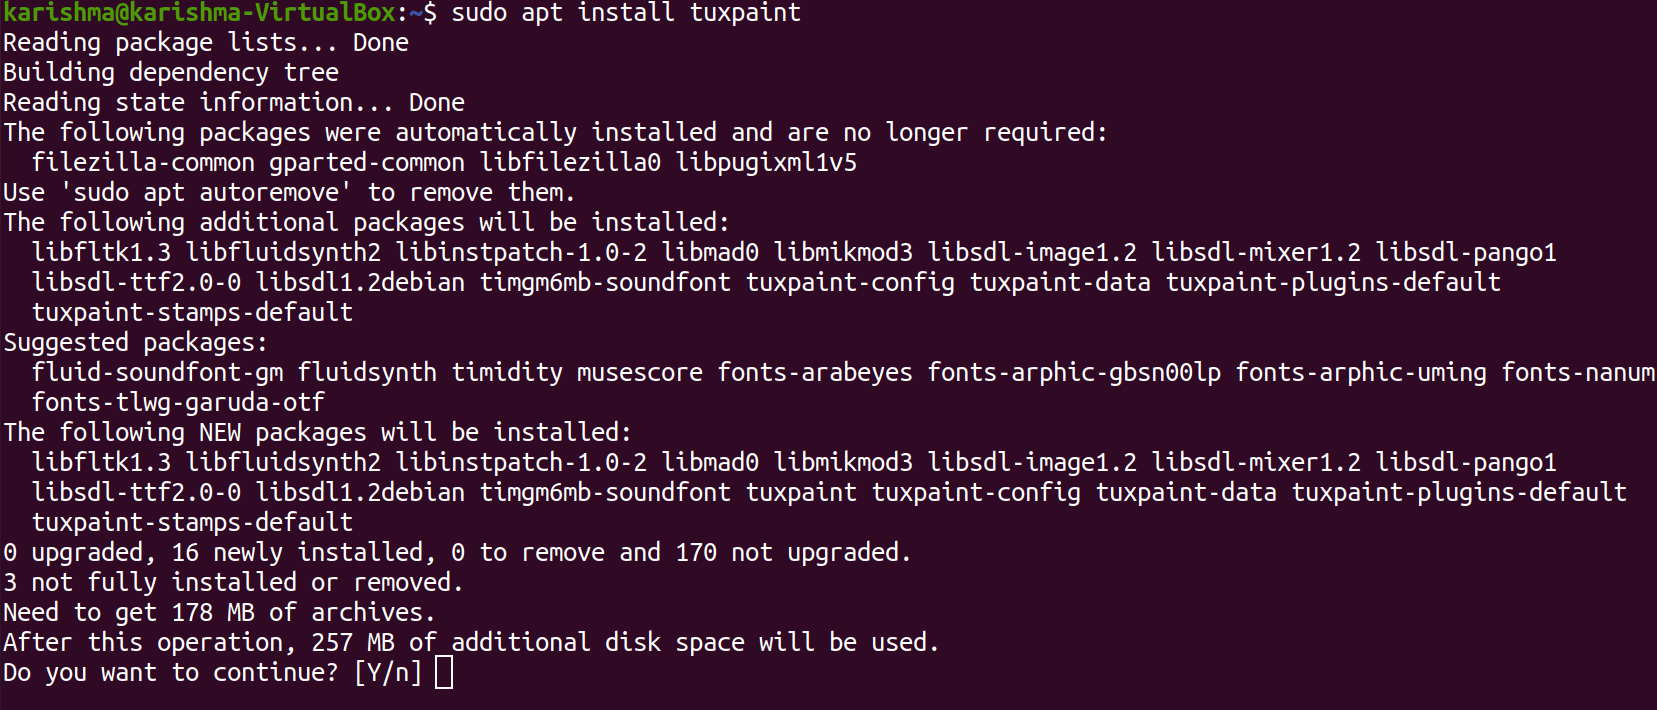 karishma@karishma-VirtualBox:~$ sudo apt install tuxpaint
Reading package lists... Done
Building dependency tree
Reading state information... Done
The following packages were automatically installed and are no longer required:
  filezilla-common gparted-common libfilezilla0 libpugixml1v5
Use 'sudo apt autoremove' to remove them.
The following additional packages will be installed:
  libfltk1.3 libfluidsynth2 libinstpatch-1.0-2 libmad0 libmikmod3 libsdl-image1.2 libsdl-mixer1.2 libsdl-pango1
  libsdl-ttf2.0-0 libsdl1.2debian timgm6mb-soundfont tuxpaint-config tuxpaint-data tuxpaint-plugins-default
  tuxpaint-stamps-default
Suggested packages:
  fluid-soundfont-gm fluidsynth timidity musescore fonts-arabeyes fonts-arphic-gbsn00lp fonts-arphic-uming fonts-nanum
  fonts-tlwg-garuda-otf
The following NEW packages will be installed:
  libfltk1.3 libfluidsynth2 libinstpatch-1.0-2 libmad0 libmikmod3 libsdl-image1.2 libsdl-mixer1.2 libsdl-pango1
  libsdl-ttf2.0-0 libsdl1.2debian timgm6mb-soundfont tuxpaint tuxpaint-config tuxpaint-data tuxpaint-plugins-default
  tuxpaint-stamps-default
0 upgraded, 16 newly installed, 0 to remove and 170 not upgraded.
3 not fully installed or removed.
Need to get 178 MB of archives.
After this operation, 257 MB of additional disk space will be used.
Do you want to continue? [Y/n]